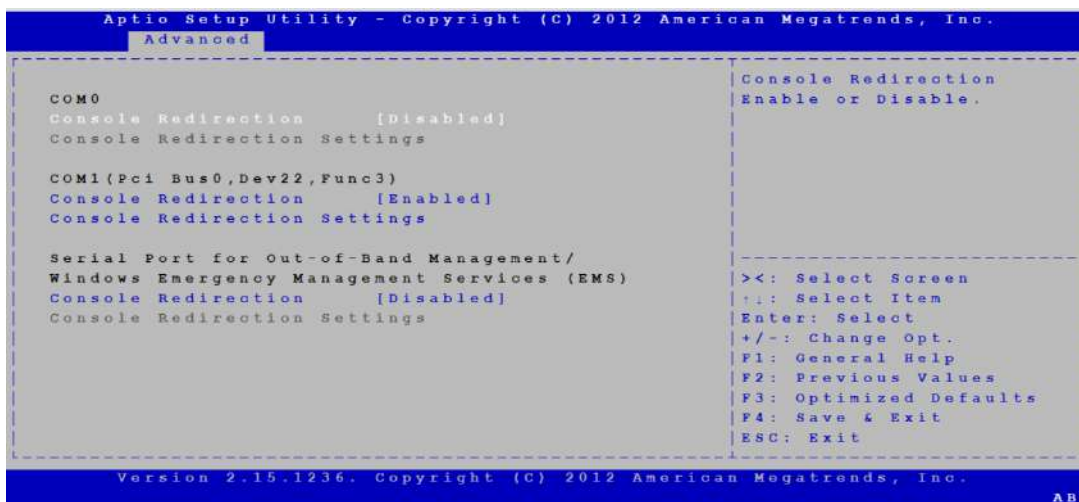 Aptio Setup Utility - Copyright (C) 2012 American Megatrends, Inc.
Advanced
COM0
Console Redirection [Disabled]
Console Redirection Settings
COM1(Pci Bus0,Dev22,Func3)
Console Redirection [Enabled]
Console Redirection Settings
Serial Port for Out-of-Band Management/
Windows Emergency Management Services (EMS)
Console Redirection [Disabled]
Console Redirection Settings
Console Redirection
Enable or Disable.
><: Select Screen
↑↓: Select Item
Enter: Select
+/-: Change Opt.
F1: General Help
F2: Previous Values
F3: Optimized Defaults
F4: Save & Exit
ESC: Exit
Version 2.15.1236. Copyright (C) 2012 American Megatrends, Inc.
AB